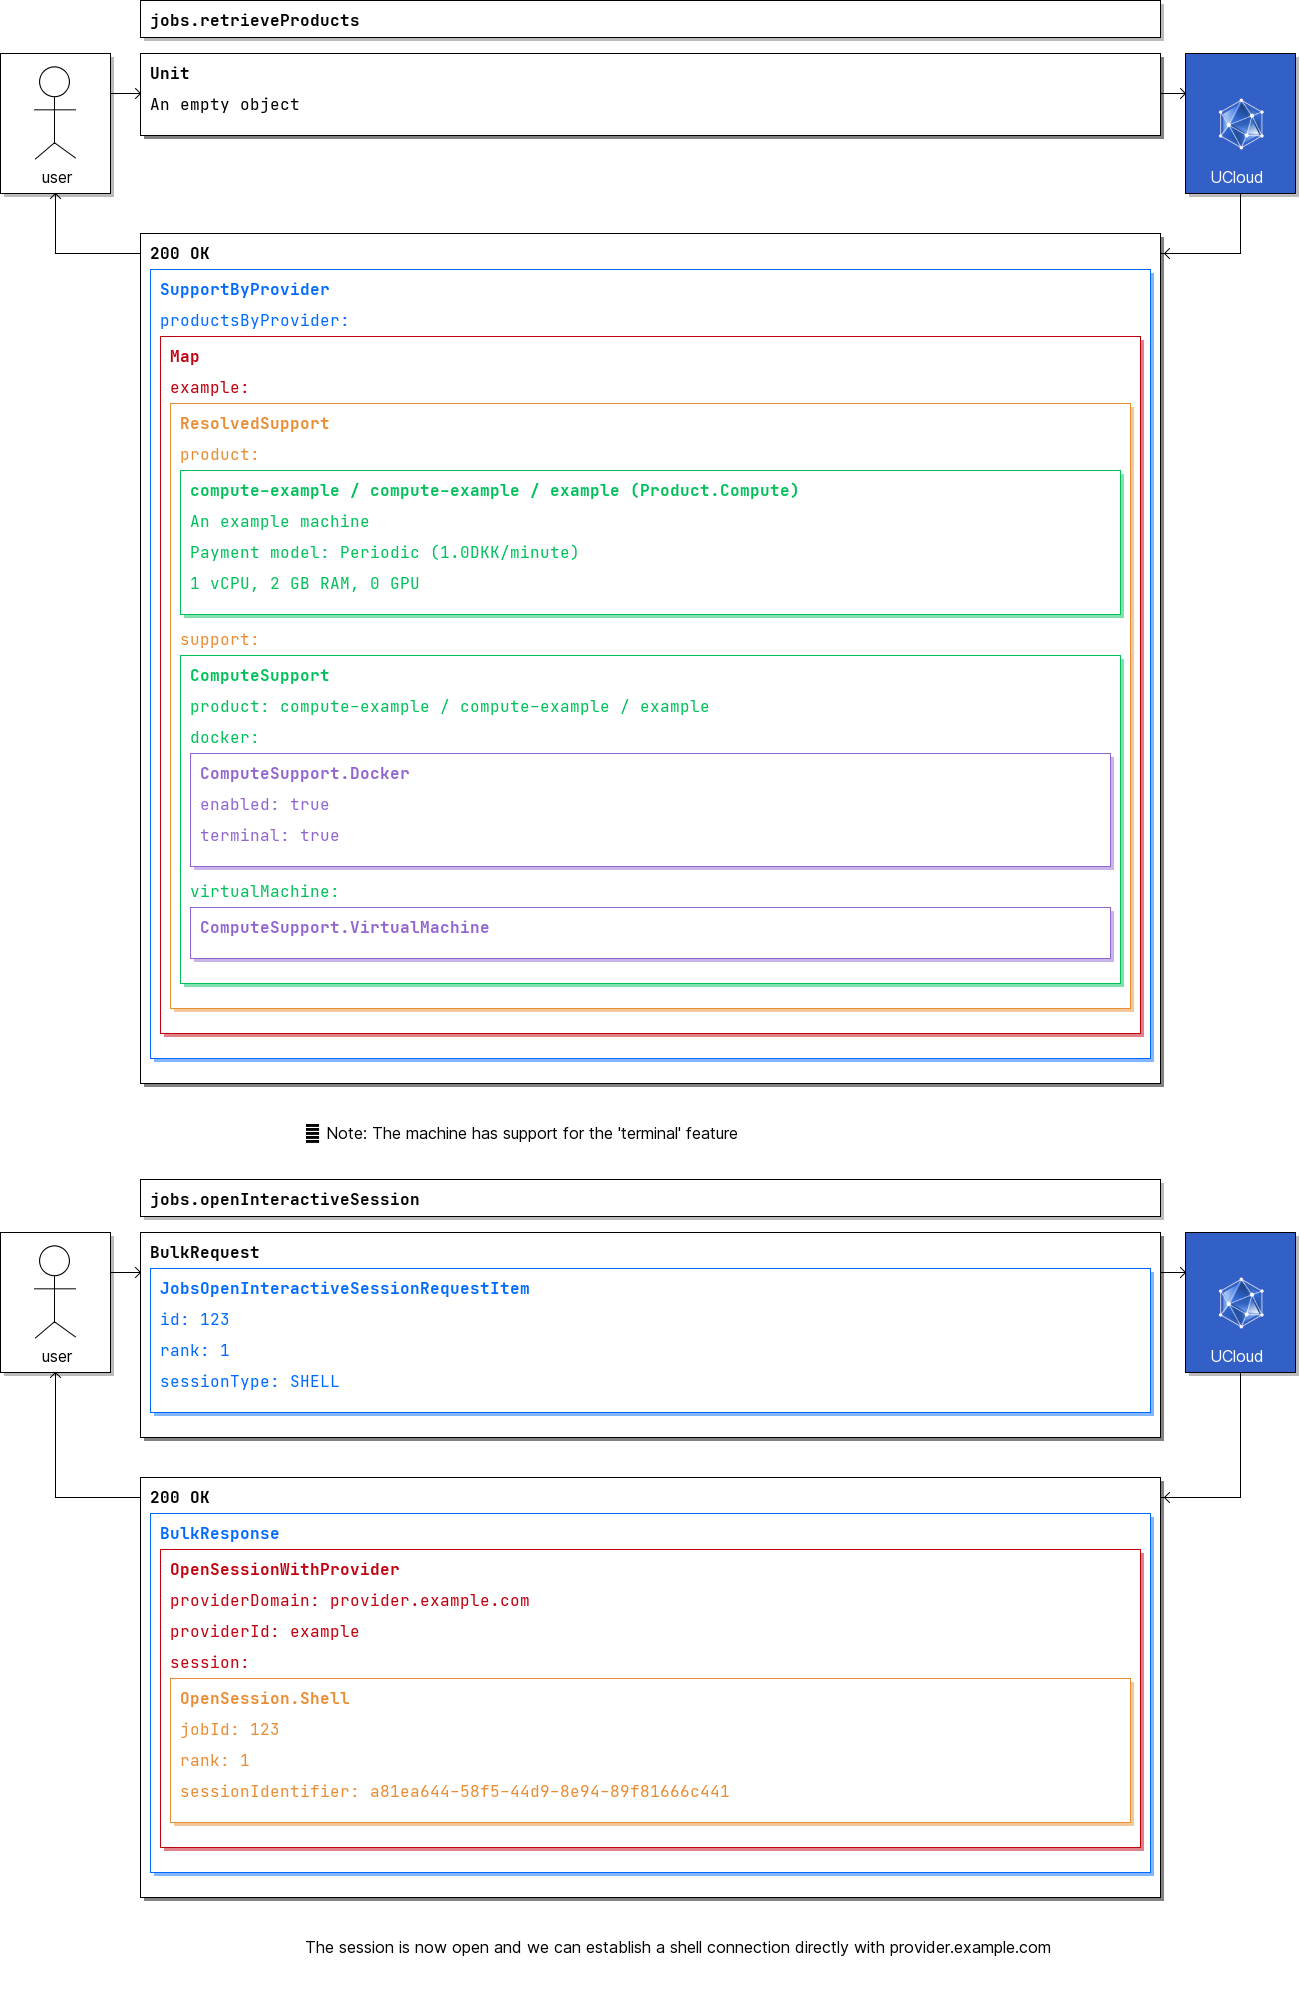 jobs.retrieveProducts
Unit
An empty object
user
UCloud
200 OK
SupportByProvider
productsByProvider:
Map
example:
ResolvedSupport
product:
compute-example / compute-example / example (Product.Compute)
An example machine
Payment model: Periodic (1.0DKK/minute)
1 vCPU, 2 GB RAM, 0 GPU
support:
ComputeSupport
product: compute-example / compute-example / example
docker:
ComputeSupport.Docker
enabled: true
terminal: true
virtualMachine:
ComputeSupport.VirtualMachine
Note: The machine has support for the 'terminal' feature
jobs.openInteractiveSession
BulkRequest
JobsOpenInteractiveSessionRequestItem
id: 123
rank: 1
sessionType: SHELL
user
UCloud
200 OK
BulkResponse
OpenSessionWithProvider
providerDomain: provider.example.com
providerId: example
session:
OpenSession.Shell
jobId: 123
rank: 1
sessionIdentifier: a81ea644-58f5-44d9-8e94-89f81666c441
The session is now open and we can establish a shell connection directly with provider.example.com